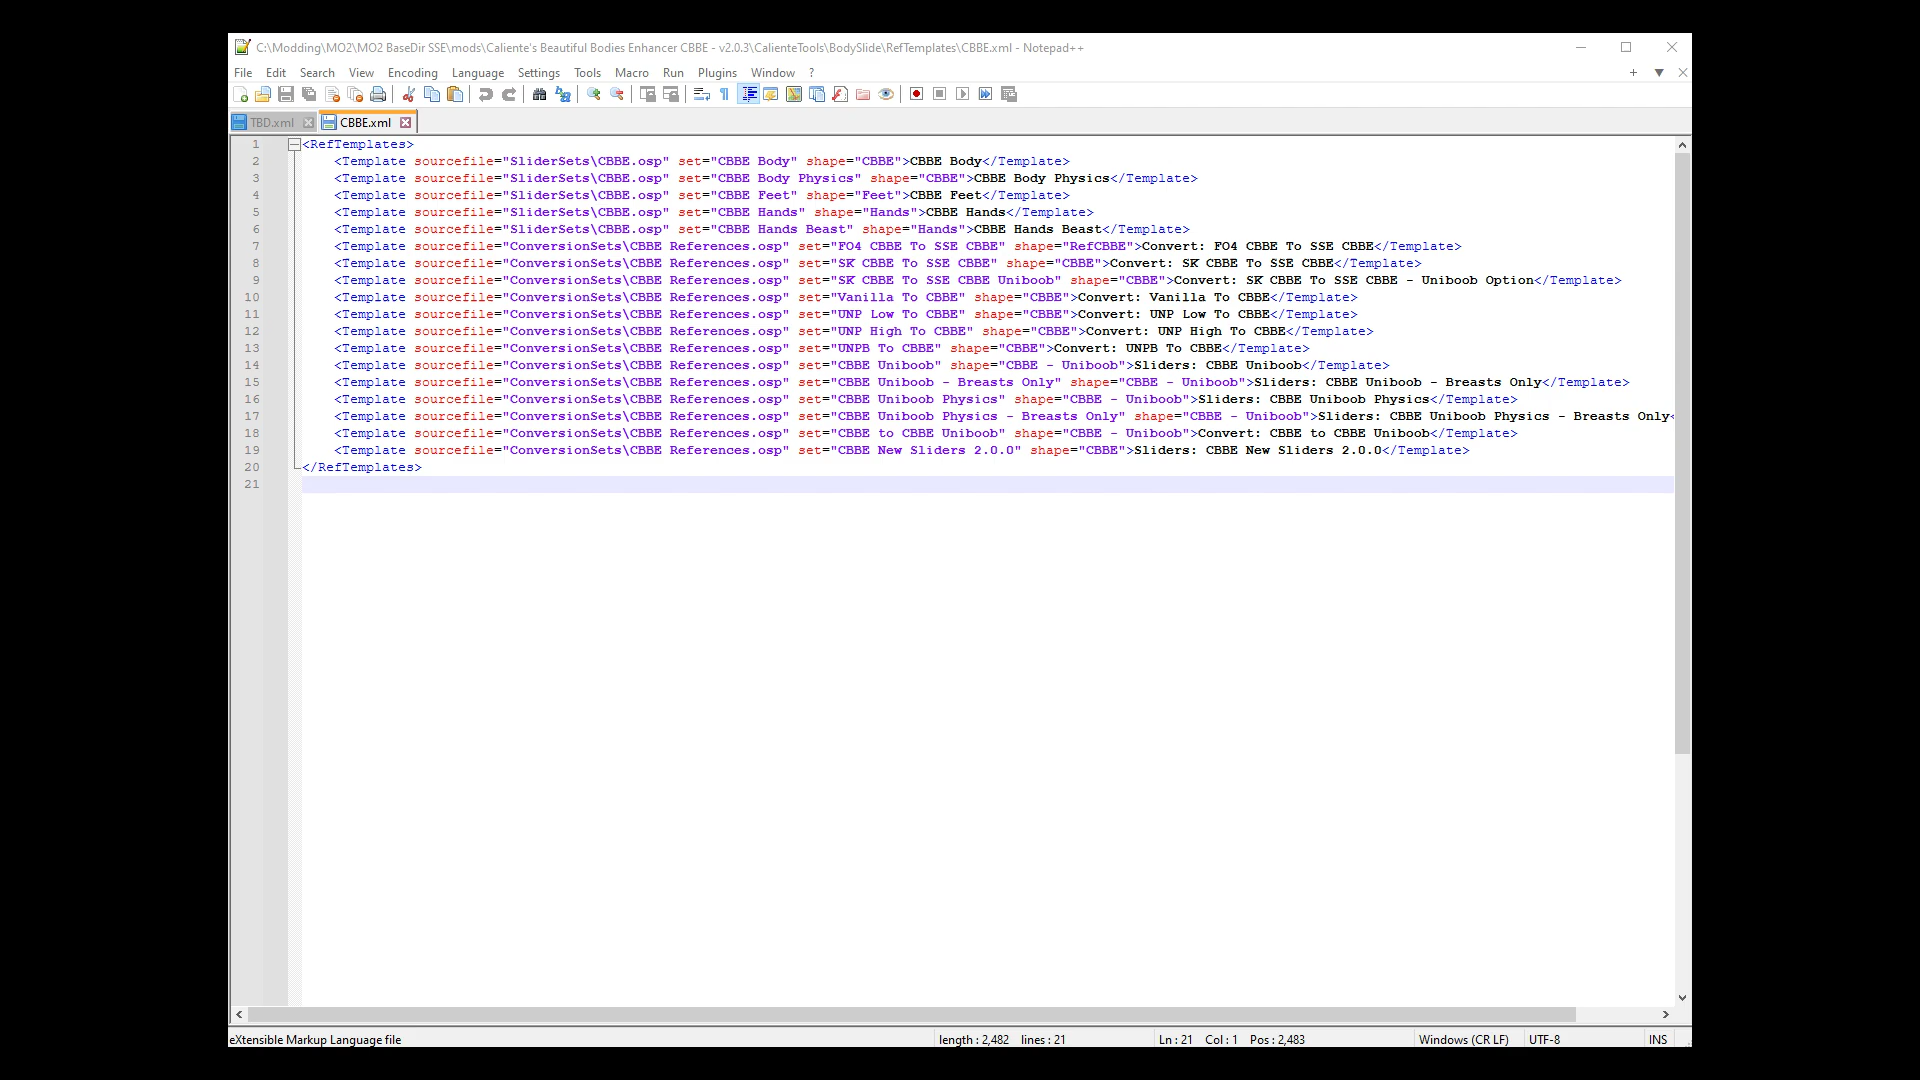 C:\Modding\MO2\MO2 BaseDir SSE\mods\Caliente's Beautiful Bodies Enhancer CBBE - v2.0.3\CalienteTools\BodySlide\RefTemplates\CBBE.xml - Notepad++
File Edit Search View Encoding Language Settings Tools Macro Run Plugins Window ?
TBD.xml CBBE.xml
1 <RefTemplates>
2 <Template sourcefile="SliderSets\CBBE.osp" set="CBBE Body" shape="CBBE">CBBE Body</Template>
3 <Template sourcefile="SliderSets\CBBE.osp" set="CBBE Body Physics" shape="CBBE">CBBE Body Physics</Template>
4 <Template sourcefile="SliderSets\CBBE.osp" set="CBBE Feet" shape="Feet">CBBE Feet</Template>
5 <Template sourcefile="SliderSets\CBBE.osp" set="CBBE Hands" shape="Hands">CBBE Hands</Template>
6 <Template sourcefile="SliderSets\CBBE.osp" set="CBBE Hands Beast" shape="Hands">CBBE Hands Beast</Template>
7 <Template sourcefile="ConversionSets\CBBE References.osp" set="FO4 CBBE To SSE CBBE" shape="RefCBBE">Convert: FO4 CBBE To SSE CBBE</Template>
8 <Template sourcefile="ConversionSets\CBBE References.osp" set="SK CBBE To SSE CBBE" shape="CBBE">Convert: SK CBBE To SSE CBBE</Template>
9 <Template sourcefile="ConversionSets\CBBE References.osp" set="SK CBBE To SSE CBBE Uniboob" shape="CBBE">Convert: SK CBBE To SSE CBBE - Uniboob Option</Template>
10 <Template sourcefile="ConversionSets\CBBE References.osp" set="Vanilla To CBBE" shape="CBBE">Convert: Vanilla To CBBE</Template>
11 <Template sourcefile="ConversionSets\CBBE References.osp" set="UNP Low To CBBE" shape="CBBE">Convert: UNP Low To CBBE</Template>
12 <Template sourcefile="ConversionSets\CBBE References.osp" set="UNP High To CBBE" shape="CBBE">Convert: UNP High To CBBE</Template>
13 <Template sourcefile="ConversionSets\CBBE References.osp" set="UNPB To CBBE" shape="CBBE">Convert: UNPB To CBBE</Template>
14 <Template sourcefile="ConversionSets\CBBE References.osp" set="CBBE Uniboob" shape="CBBE - Uniboob">Sliders: CBBE Uniboob</Template>
15 <Template sourcefile="ConversionSets\CBBE References.osp" set="CBBE Uniboob - Breasts Only" shape="CBBE - Uniboob">Sliders: CBBE Uniboob - Breasts Only</Template>
16 <Template sourcefile="ConversionSets\CBBE References.osp" set="CBBE Uniboob Physics" shape="CBBE - Uniboob">Sliders: CBBE Uniboob Physics</Template>
17 <Template sourcefile="ConversionSets\CBBE References.osp" set="CBBE Uniboob Physics - Breasts Only" shape="CBBE - Uniboob">Sliders: CBBE Uniboob Physics - Breasts Only<
18 <Template sourcefile="ConversionSets\CBBE References.osp" set="CBBE to CBBE Uniboob" shape="CBBE - Uniboob">Convert: CBBE to CBBE Uniboob</Template>
19 <Template sourcefile="ConversionSets\CBBE References.osp" set="CBBE New Sliders 2.0.0" shape="CBBE">Sliders: CBBE New Sliders 2.0.0</Template>
20 </RefTemplates>
21
eXtensible Markup Language file length : 2,482 lines : 21 Ln : 21 Col : 1 Pos : 2,483 Windows (CR LF) UTF-8 INS